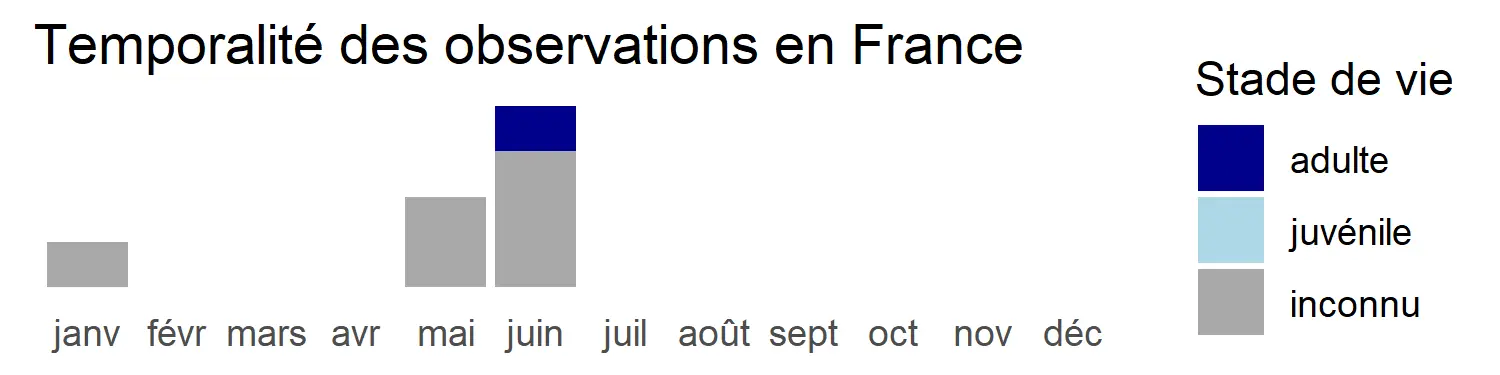 Temporalité des observations en France
Stade de vie
adulte
juvénile
inconnu
janv févr mars avr mai juin juil août sept oct nov déc